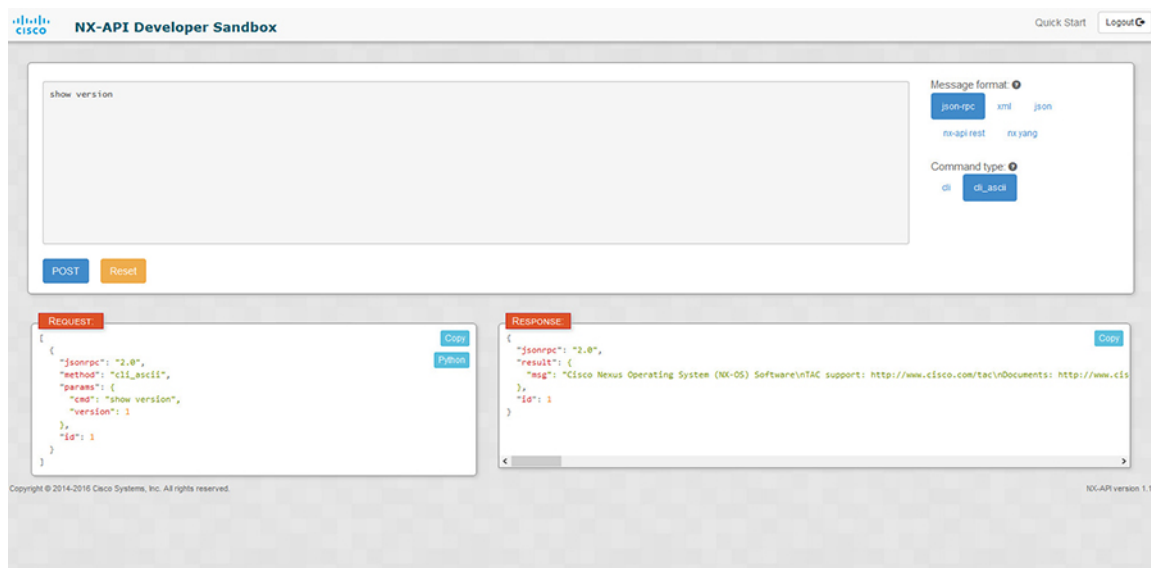 CISCO
NX-API Developer Sandbox
Quick Start
Logout
show version
Message format:
json-rpc xml json
nx-api rest nx yang
Command type:
cli cli_ascii
POST Reset
REQUEST:
Copy
Python
[
{
"jsonrpc": "2.0",
"method": "cli_ascii",
"params": {
"cmd": "show version",
"version": 1
},
"id": 1
}
]
RESPONSE:
Copy
{
"jsonrpc": "2.0",
"result": {
"msg": "Cisco Nexus Operating System (NX-OS) Software\nTAC support: http://www.cisco.com/tac\nDocuments: http://www.cis
},
"id": 1
}
Copyright © 2014-2016 Cisco Systems, Inc. All rights reserved.
NX-API version 1.1